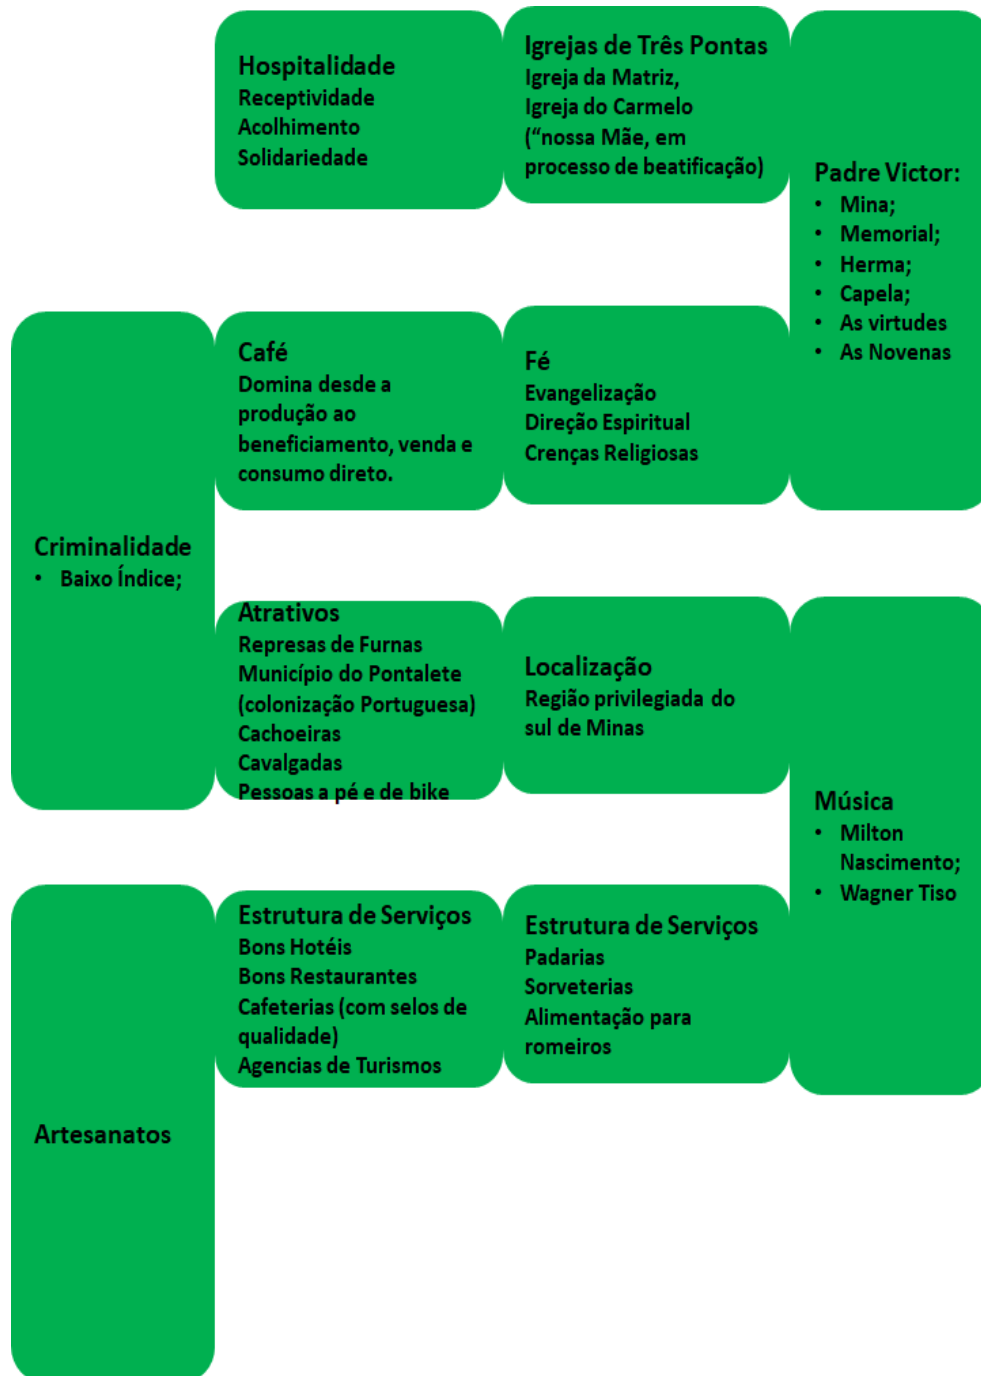 Hospitalidade
Receptividade
Acolhimento
Solidariedade
Igrejas de Três Pontas
Igreja da Matriz,
Igreja do Carmelo
(“nossa Mãe, em
processo de beatificação)
Padre Victor:
• Mina;
• Memorial;
• Herma;
• Capela;
• As virtudes
• As Novenas
Criminalidade
• Baixo Índice;
Café
Domina desde a
produção ao
beneficiamento, venda e
consumo direto.
Fé
Evangelização
Direção Espiritual
Crenças Religiosas
Atrativos
Represas de Furnas
Município do Pontalete
(colonização Portuguesa)
Cachoeiras
Cavalgadas
Pessoas a pé e de bike
Localização
Região privilegiada do
sul de Minas
Música
• Milton
Nascimento;
• Wagner Tiso
Artesanatos
Estrutura de Serviços
Bons Hotéis
Bons Restaurantes
Cafeterias (com selos de
qualidade)
Agencias de Turismos
Estrutura de Serviços
Padarias
Sorveterias
Alimentação para
romeiros